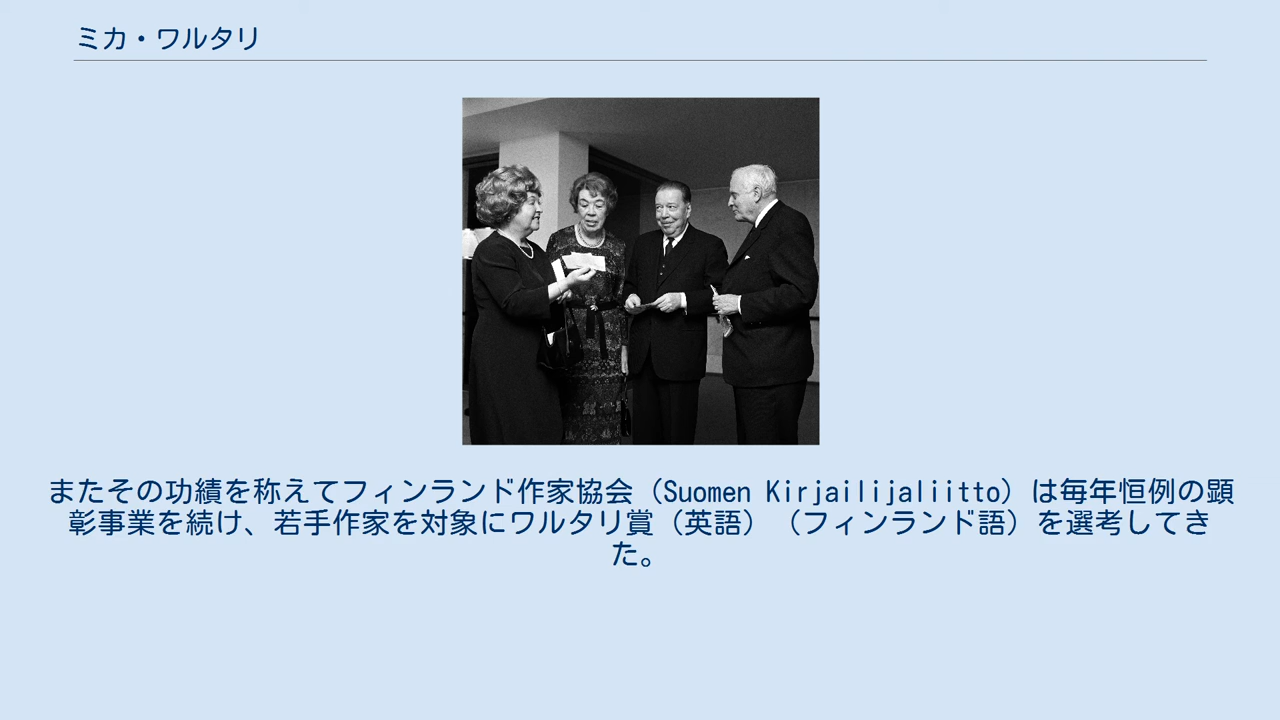 ミカ・ワルタリ
またその功績を称えてフィンランド作家協会（Suomen Kirjailijaliitto）は毎年恒例の顕
彰事業を続け、若手作家を対象にワルタリ賞（英語）（フィンランド語）を選考してき
た。